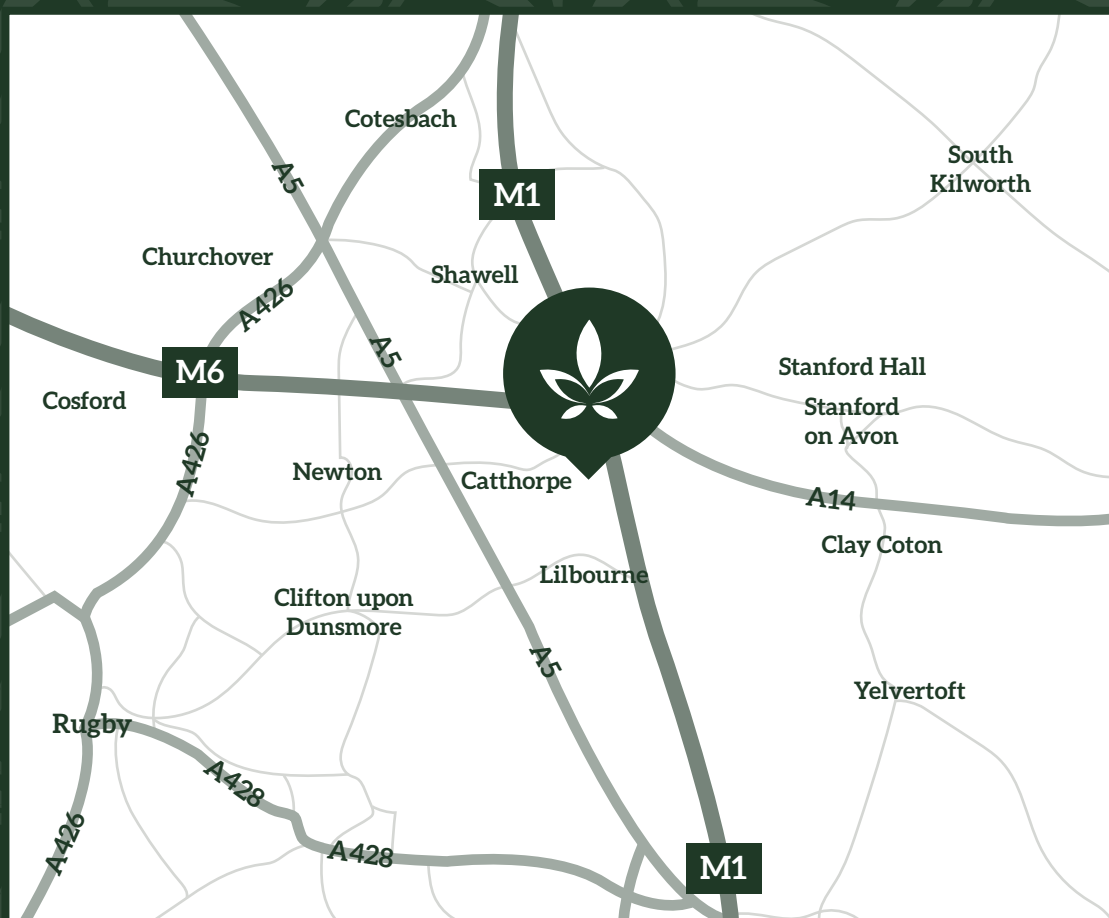 Cotesbach
South
Kilworth
A5
M1
Churchover
Shawell
A426
A5
M6
Stanford Hall
Cosford
Stanford
on Avon
A426
Newton
Catthorpe
A14
Clay Coton
Lilbourne
Clifton upon
Dunsmore
A5
Yelvertoft
Rugby
A428
A426
A428
M1